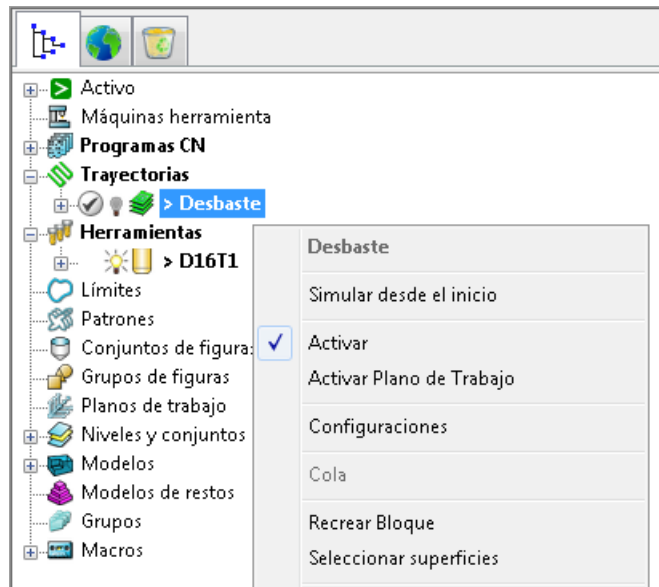 Activo
Máquinas herramienta
Programas CN
Trayectorias
> Desbaste
Herramientas
> D16T1
Límites
Patrones
Conjuntos de figura:
Grupos de figuras
Planos de trabajo
Niveles y conjuntos
Modelos
Modelos de restos
Grupos
Macros
Desbaste
Simular desde el inicio
Activar
Activar Plano de Trabajo
Configuraciones
Cola
Recrear Bloque
Seleccionar superficies